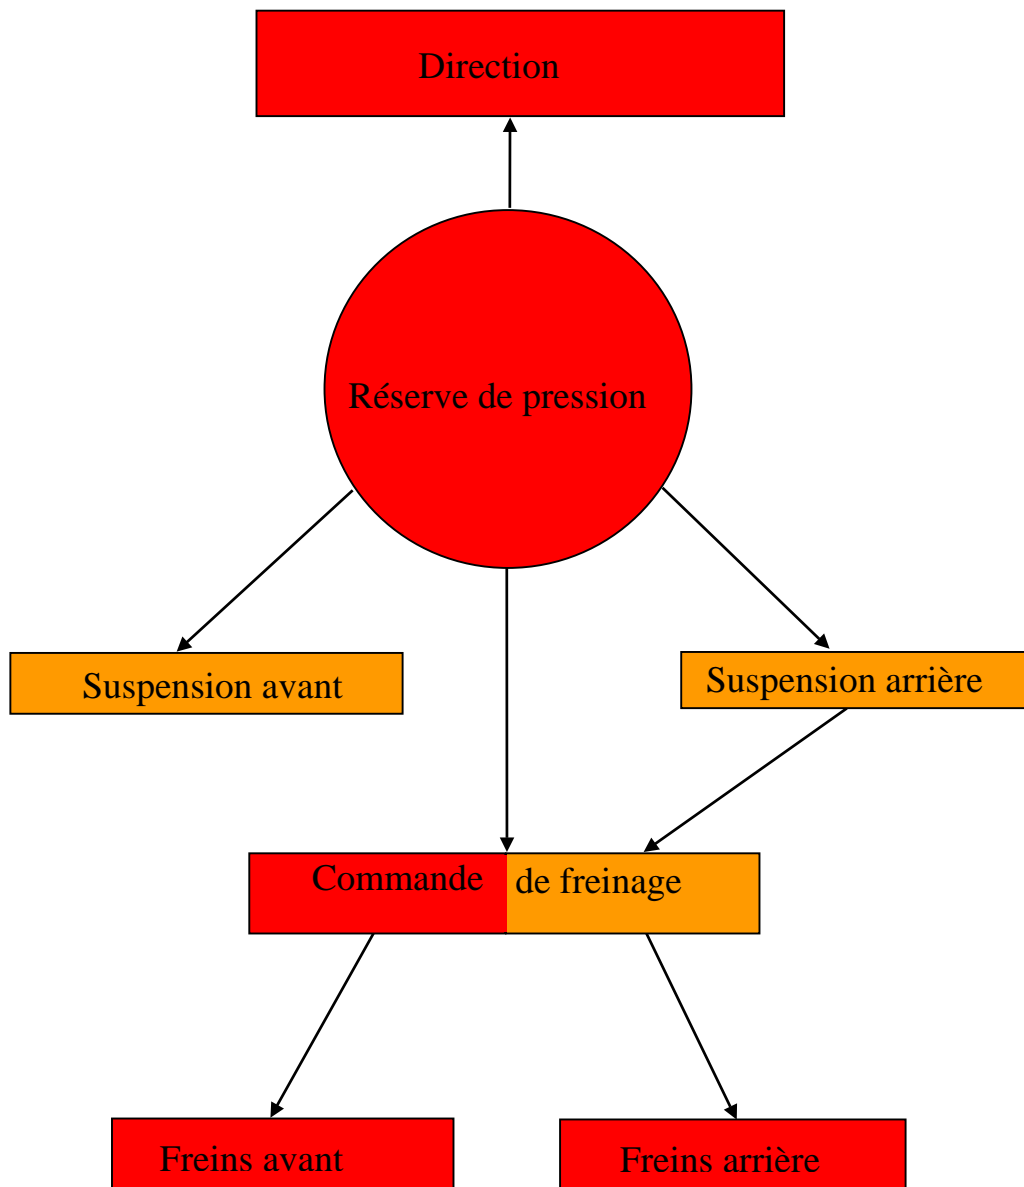 Direction
Réserve de pression
Suspension avant
Suspension arrière
Commande de freinage
Freins avant
Freins arrière